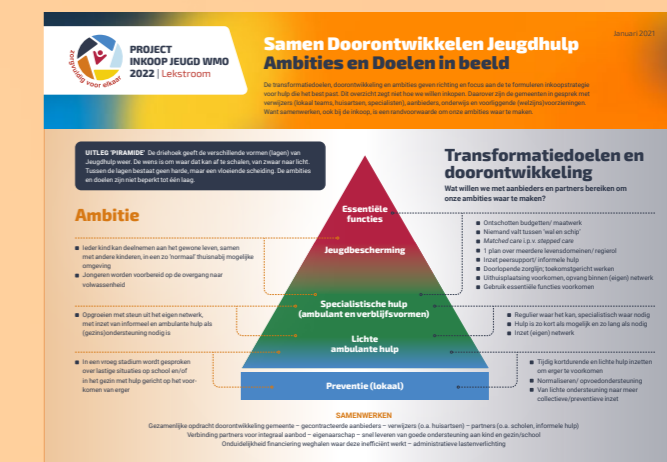 Januari 2021
zorgvuldig voor elkaar
PROJECT
INKOOP JEUGD WMO
2022 | Lekstroom
Samen Doorontwikkelen Jeugdhulp
Ambities en Doelen in beeld
De transformatiedoelen, doorontwikkeling en ambities geven richting en focus aan de te formuleren inkoopstrategie
voor hulp die het best past. Dit overzicht zegt niet hoe we willen inkopen. Daarover zijn de gemeenten in gesprek met
verwijzers (lokale teams, huisartsen, specialisten), aanbieders, onderwijs en voorliggende (welzijns)voorzieningen.
Want samenwerken, ook bij de inkoop, is een randvoorwaarde om onze ambities waar te maken.
UITLEG 'PIRAMIDE' De driehoek geeft de verschillende vormen (lagen) van
Jeugdhulp weer. De wens is om waar dat kan af te schalen, van zwaar naar licht.
Tussen de lagen bestaat geen harde, maar een vloeiende scheiding. De ambities
en doelen zijn niet beperkt tot één laag.
Ambitie
Ieder kind kan deelnemen aan het gewone leven, samen
met andere kinderen, in een zo 'normaal' thuisnabij mogelijke
omgeving
Jongeren worden voorbereid op de overgang naar
volwassenheid
Opgroeien met steun uit het eigen netwerk,
met inzet van informeel en ambulante hulp als
(gezins)ondersteuning nodig is
In een vroeg stadium wordt gesproken
over lastige situaties op school en/of
in het gezin met hulp gericht op het voor-
komen van erger
Essentiële
functies
Jeugdbescherming
Specialistische hulp
(ambulant en verblijfsvormen)
Lichte
ambulante hulp
Preventie (lokaal)
Transformatiedoelen en
doorontwikkeling
Wat willen we met aanbieders en partners bereiken om
onze ambities waar te maken?
Ontschotten budgetten/ maatwerk
Niemand valt tussen 'wal en schip'
Matched care i.p.v. stepped care
1 plan over meerdere levensdomeinen/ regierol
Inzet peersupport/ informele hulp
Doorlopende zorglijn; toekomstgericht werken
Uithuisplaatsing voorkomen, opvang binnen (eigen) netwerk
Gebruik essentiële functies voorkomen
Regulier waar het kan, specialistisch waar nodig
Hulp is zo kort als mogelijk en zo lang als nodig
Inzet (eigen) netwerk
Tijdig kortdurende en lichte hulp inzetten
om erger te voorkomen
Normaliseren/ opvoedondersteuning
Van lichte ondersteuning naar meer
collectieve/preventieve inzet
SAMENWERKEN
Gezamenlijke opdracht doorontwikkeling gemeente – gecontracteerde aanbieders – verwijzers (o.a. huisartsen) – partners (o.a. scholen, informele hulp)
Verbinding partners voor integraal aanbod – eigenaarschap – snel leveren van goede ondersteuning aan kind en gezin/school
Onduidelijkheid financiering weghalen waar deze inefficiënt werkt – administratieve lastenverlichting